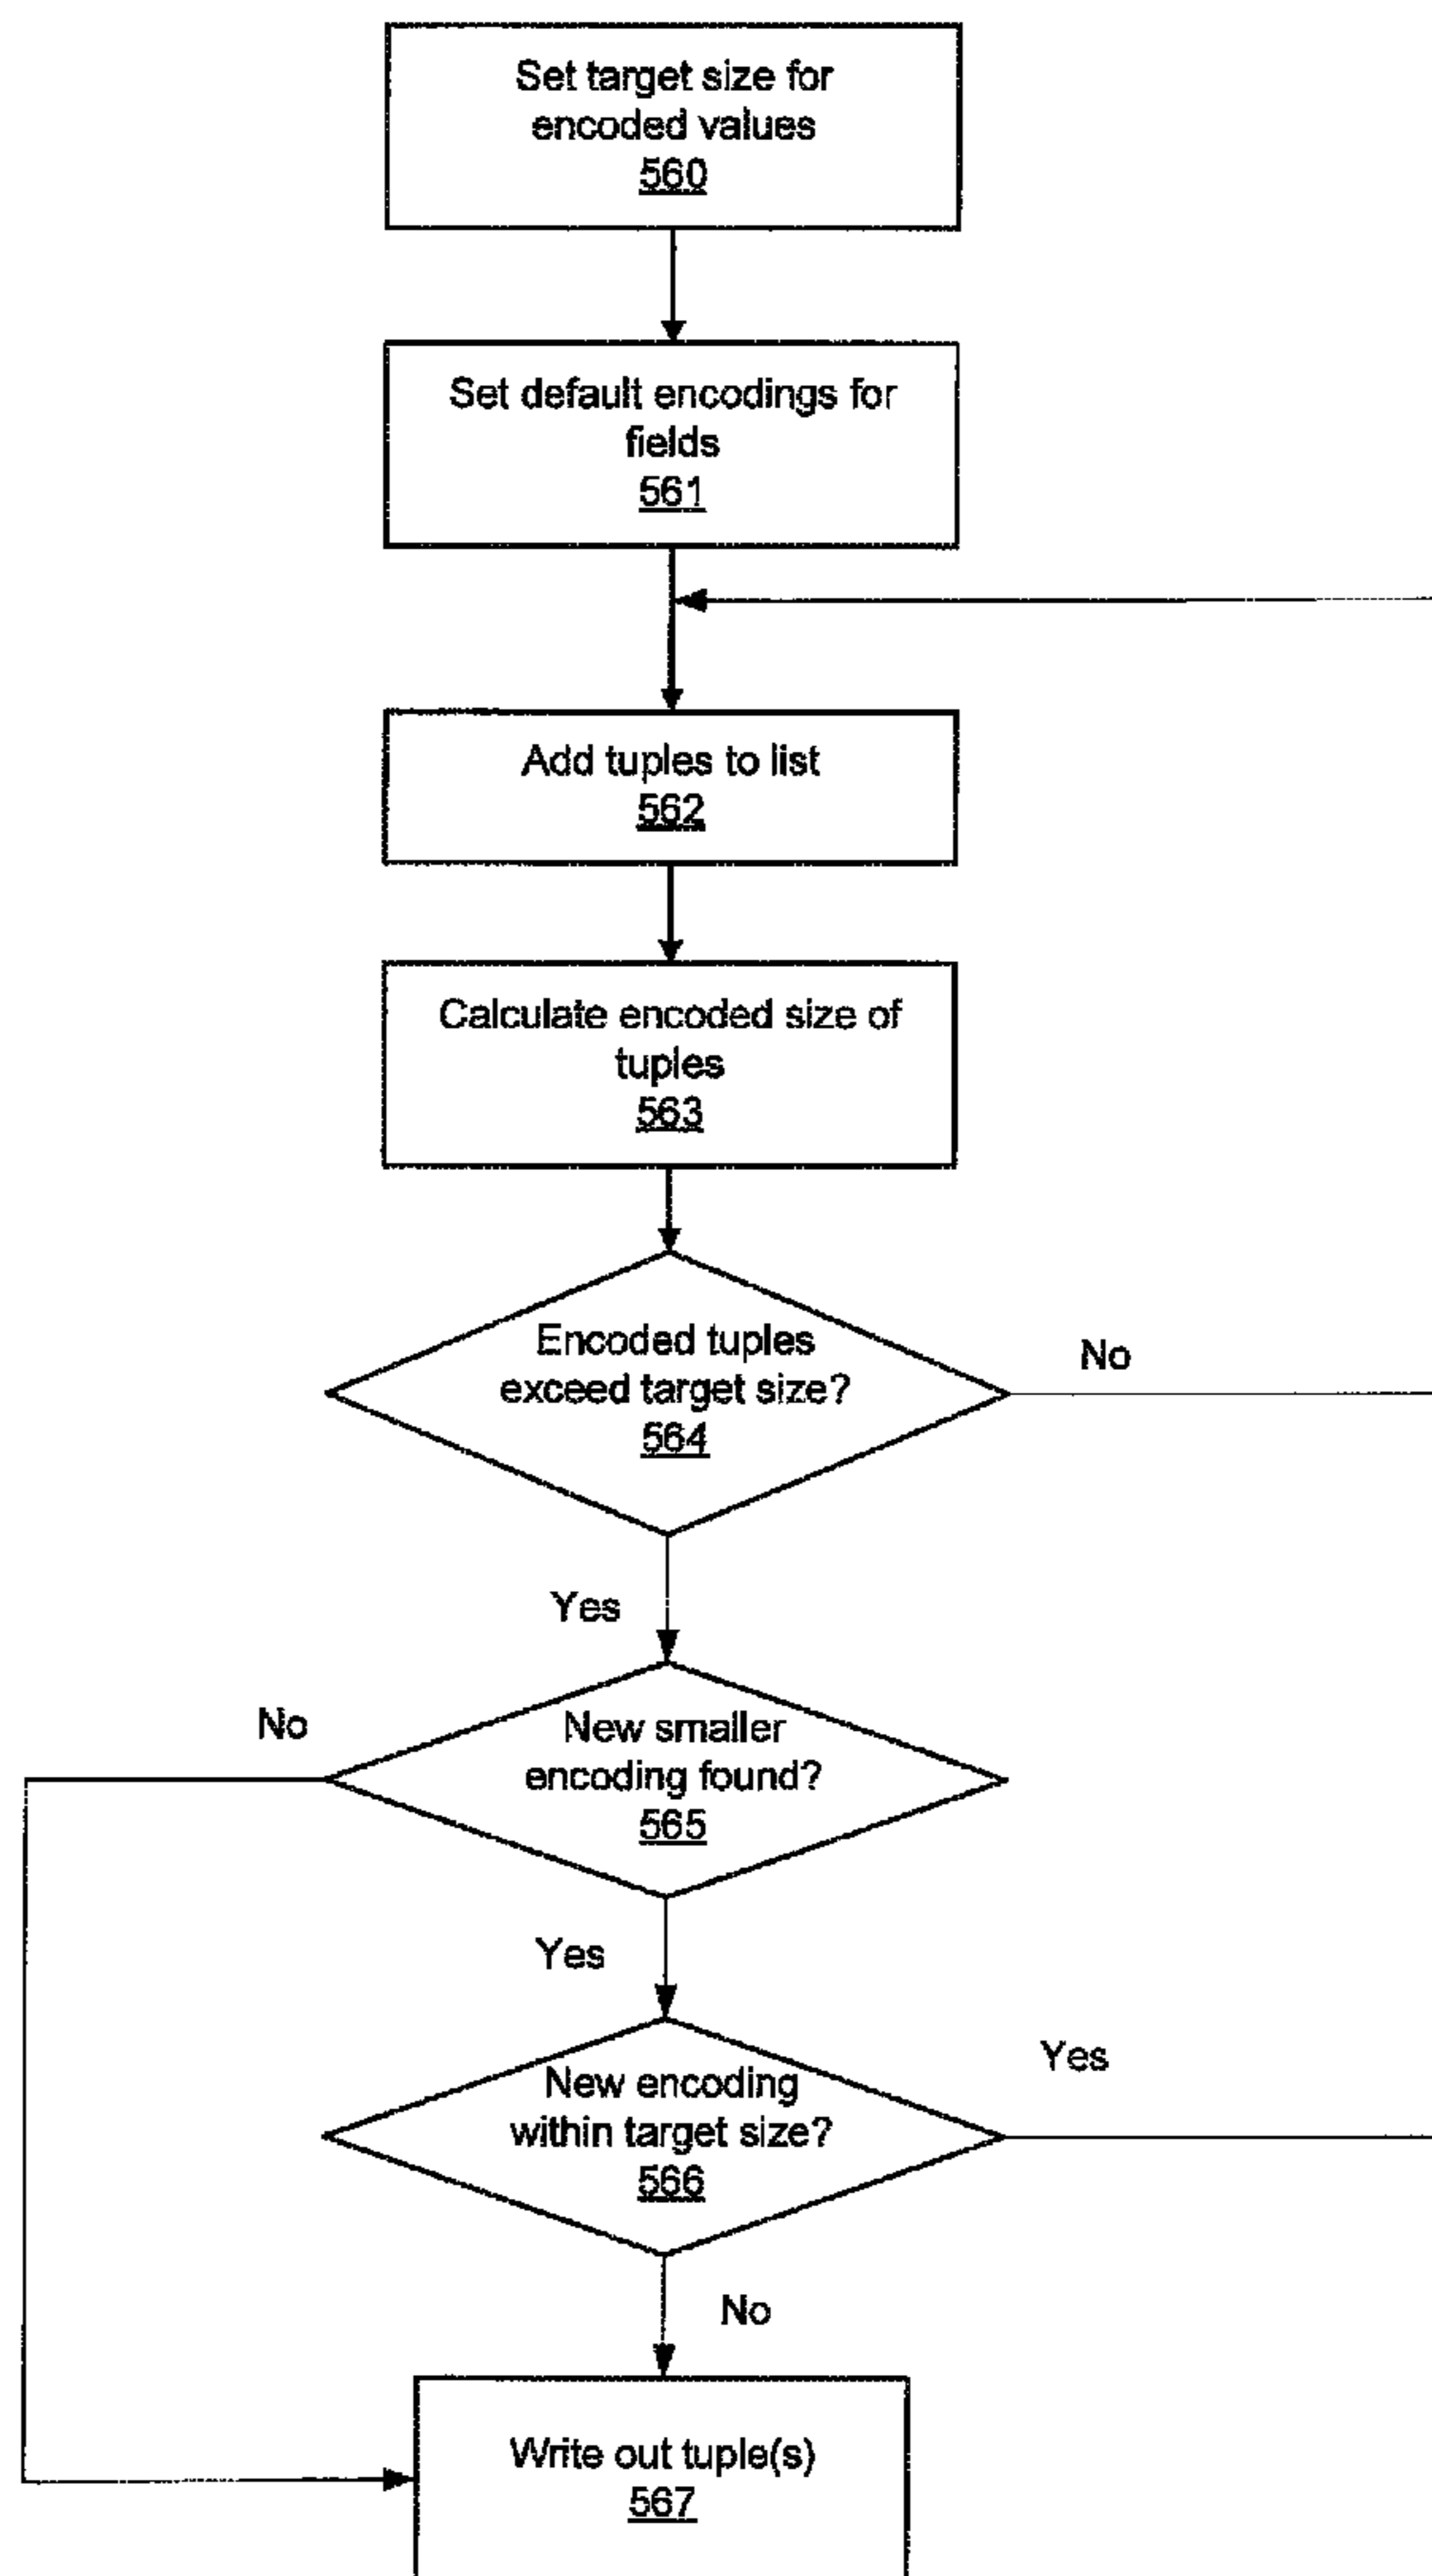 Set target size for
encoded values
560
Set default encodings for
fields
561
Add tuples to list
562
Calculate encoded size of
tuples
563
Encoded tuples
exceed target size?
564
No
Yes
No
New smaller
encoding found?
565
Yes
New encoding
within target size?
566
Yes
No
Write out tuple(s)
567